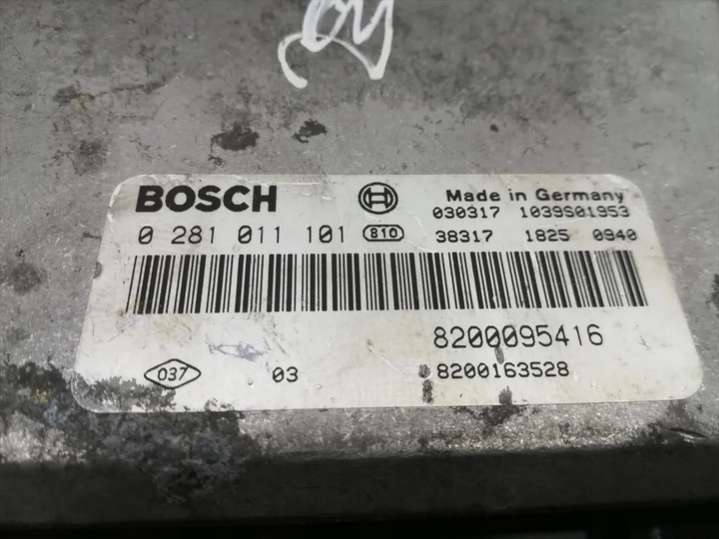 BOSCH
Made in Germany
030317 1039S01953
0 281 011 101 810 38317 1825 0940
8200095416
037 03 8200163528